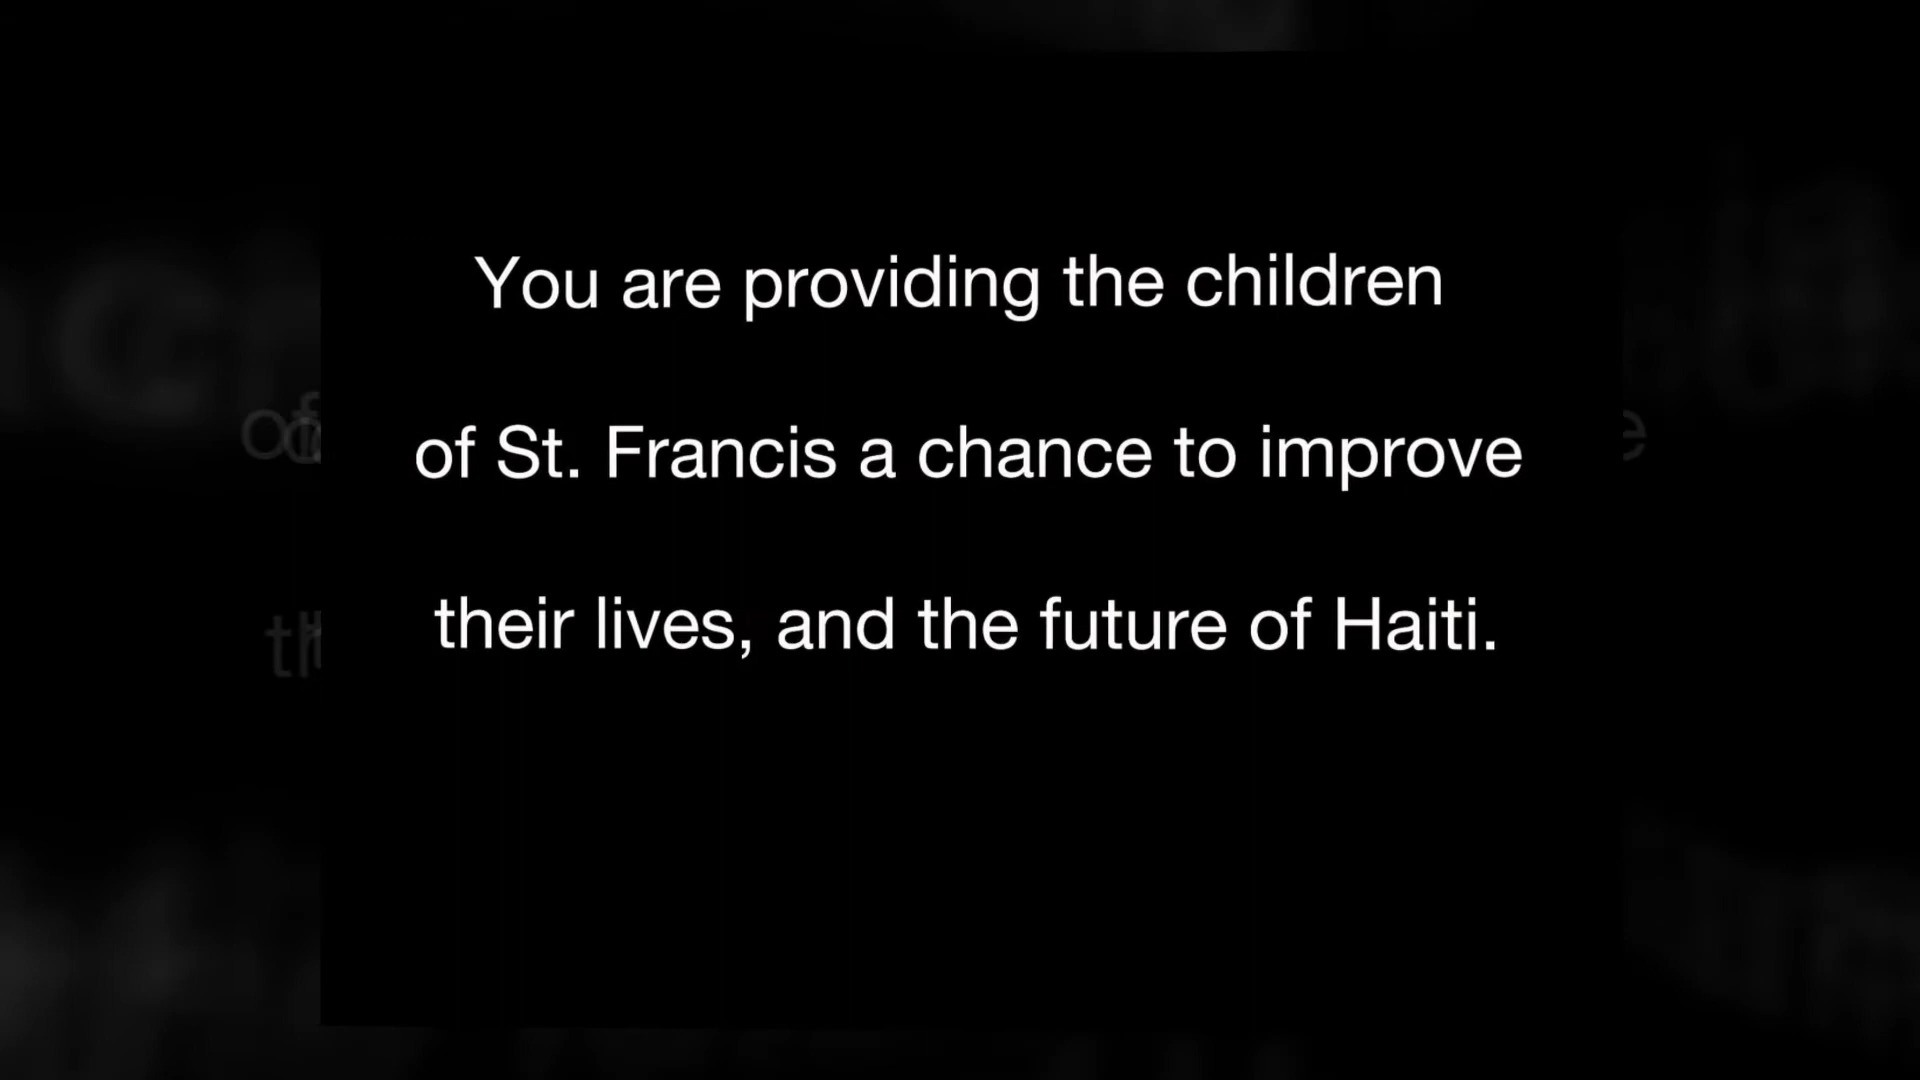 You are providing the children
of St. Francis a chance to improve
their lives, and the future of Haiti.